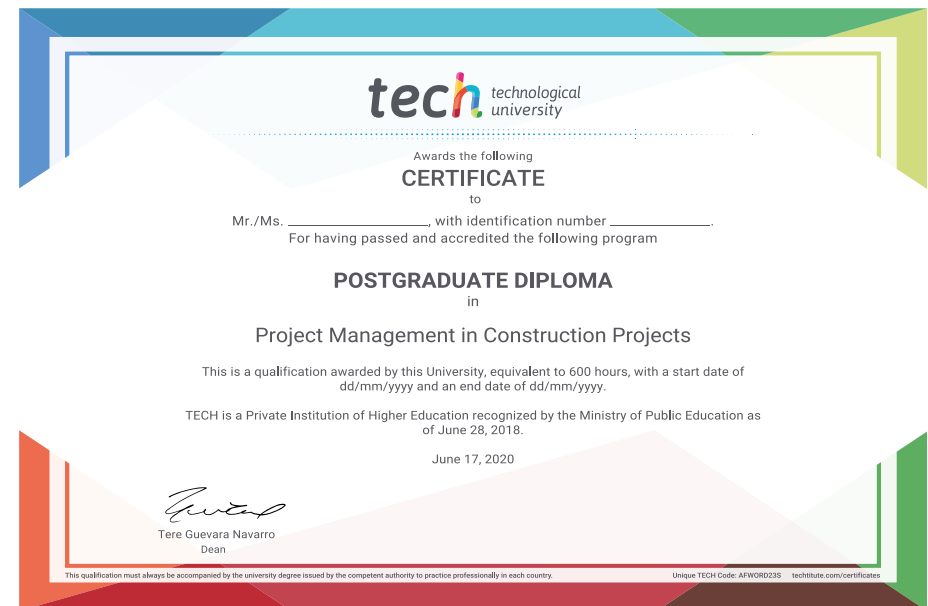 tech technological
university
Awards the following
CERTIFICATE
to
Mr./Ms. ____________________, with identification number ______________.
For having passed and accredited the following program
POSTGRADUATE DIPLOMA
in
Project Management in Construction Projects
This is a qualification awarded by this University, equivalent to 600 hours, with a start date of
dd/mm/yyyy and an end date of dd/mm/yyyy.
TECH is a Private Institution of Higher Education recognized by the Ministry of Public Education as
of June 28, 2018.
June 17, 2020
Tere Guevara Navarro
Dean
This qualification must always be accompanied by the university degree issued by the competent authority to practice professionally in each country. Unique TECH Code: AFWORD23S techtitute.com/certificates